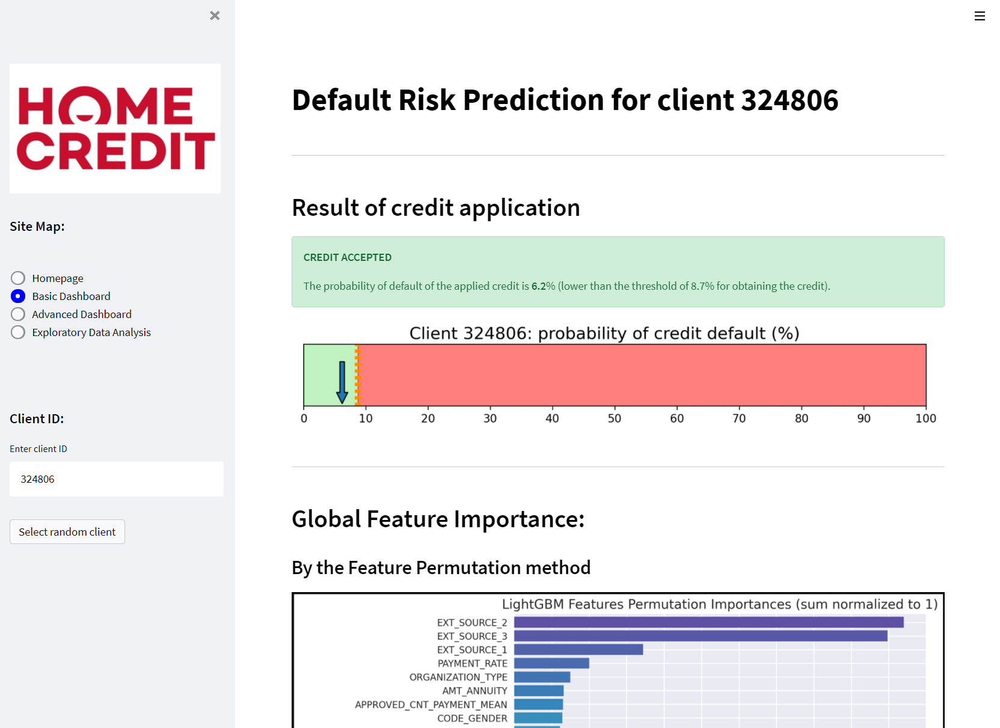 HOME
CREDIT
Site Map:
Homepage
Basic Dashboard
Advanced Dashboard
Exploratory Data Analysis
Client ID:
Enter client ID
324806
Select random client
Default Risk Prediction for client 324806
Result of credit application
CREDIT ACCEPTED
The probability of default of the applied credit is 6.2% (lower than the threshold of 8.7% for obtaining the credit).
Client 324806: probability of credit default (%)
0 10 20 30 40 50 60 70 80 90 100
Global Feature Importance:
By the Feature Permutation method
LightGBM Features Permutation Importances (sum normalized to 1)
EXT_SOURCE_2
EXT_SOURCE_3
EXT_SOURCE_1
PAYMENT_RATE
ORGANIZATION_TYPE
AMT_ANNUITY
APPROVED_CNT_PAYMENT_MEAN
CODE_GENDER